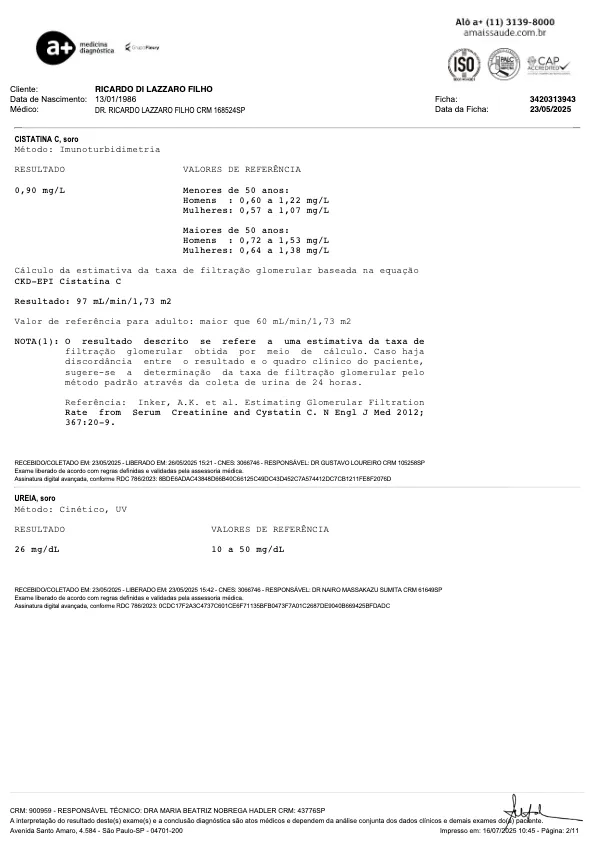 Alô a+ (11) 3139-8000
amaissaude.com.br
a+ medicina diagnóstica GrupoFleury
ISO PALC CAP ACCREDITED
Cliente: RICARDO DI LAZZARO FILHO
Data de Nascimento: 13/01/1986 Ficha: 3420313943
Médico: DR. RICARDO LAZZARO FILHO CRM 168524SP Data da Ficha: 23/05/2025
CISTATINA C, soro
Método: Imunoturbidimetria
RESULTADO VALORES DE REFERÊNCIA
0,90 mg/L Menores de 50 anos:
Homens : 0,60 a 1,22 mg/L
Mulheres: 0,57 a 1,07 mg/L
Maiores de 50 anos:
Homens : 0,72 a 1,53 mg/L
Mulheres: 0,64 a 1,38 mg/L
Cálculo da estimativa da taxa de filtração glomerular baseada na equação
CKD-EPI Cistatina C
Resultado: 97 mL/min/1,73 m2
Valor de referência para adulto: maior que 60 mL/min/1,73 m2
NOTA(1): O resultado descrito se refere a uma estimativa da taxa de
filtração glomerular obtida por meio de cálculo. Caso haja
discordância entre o resultado e o quadro clínico do paciente,
sugere-se a determinação da taxa de filtração glomerular pelo
método padrão através da coleta de urina de 24 horas.
Referência: Inker, A.K. et al. Estimating Glomerular Filtration
Rate from Serum Creatinine and Cystatin C. N Engl J Med 2012;
367:20-9.
RECEBIDO/COLETADO EM: 23/05/2025 - LIBERADO EM: 26/05/2025 15:21 - CNES: 3066746 - RESPONSÁVEL: DR GUSTAVO LOUREIRO CRM 105258SP
Exame liberado de acordo com regras definidas e validadas pela assessoria médica.
Assinatura digital avançada, conforme RDC 786/2023: 8BDE6ADAC43848D66B40C66125C49DC43D452C7A574412DC7CB1211FE8F2076D
UREIA, soro
Método: Cinético, UV
RESULTADO VALORES DE REFERÊNCIA
26 mg/dL 10 a 50 mg/dL
RECEBIDO/COLETADO EM: 23/05/2025 - LIBERADO EM: 23/05/2025 15:42 - CNES: 3066746 - RESPONSÁVEL: DR NAIRO MASSAKAZU SUMITA CRM 61649SP
Exame liberado de acordo com regras definidas e validadas pela assessoria médica.
Assinatura digital avançada, conforme RDC 786/2023: 0CDC17F2A3C4737C601CE6F71135BFB0473F7A01C2687DE9040B669425BFDADC
CRM: 900959 - RESPONSÁVEL TÉCNICO: DRA MARIA BEATRIZ NOBREGA HADLER CRM: 43776SP
A interpretação do resultado deste(s) exame(s) e a conclusão diagnóstica são atos médicos e dependem da análise conjunta dos dados clínicos e demais exames do(a) paciente.
Avenida Santo Amaro, 4.584 - São Paulo-SP - 04701-200 Impresso em: 16/07/2025 10:45 - Página: 2/11